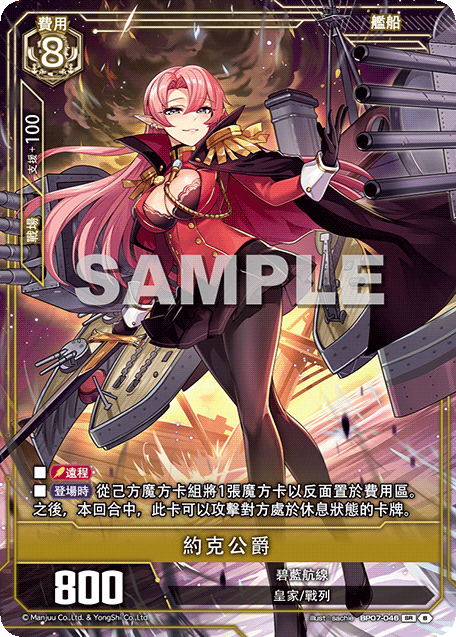 費用
8
艦船
支援+100
戰場
SAMPLE
遠程
登場時 從己方魔方卡組將1張魔方卡以反面置於費用區。
之後，本回合中，此卡可以攻擊對方處於休息狀態的卡牌。
約克公爵
800
碧藍航線
皇家/戰列
© Manjuu Co.,Ltd. & YongShi Co.,Ltd.
illust sachie BP07-046 SR